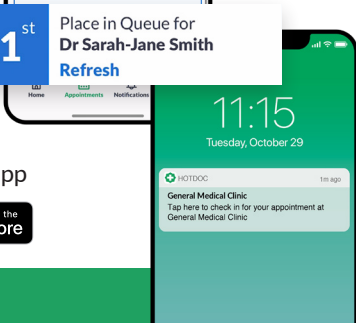 1st
Place in Queue for
Dr Sarah-Jane Smith
Refresh
Home Appointments Notifications
pp
the
ore
11:15
Tuesday, October 29
HOTDOC 1m ago
General Medical Clinic
Tap here to check in for your appointment at
General Medical Clinic